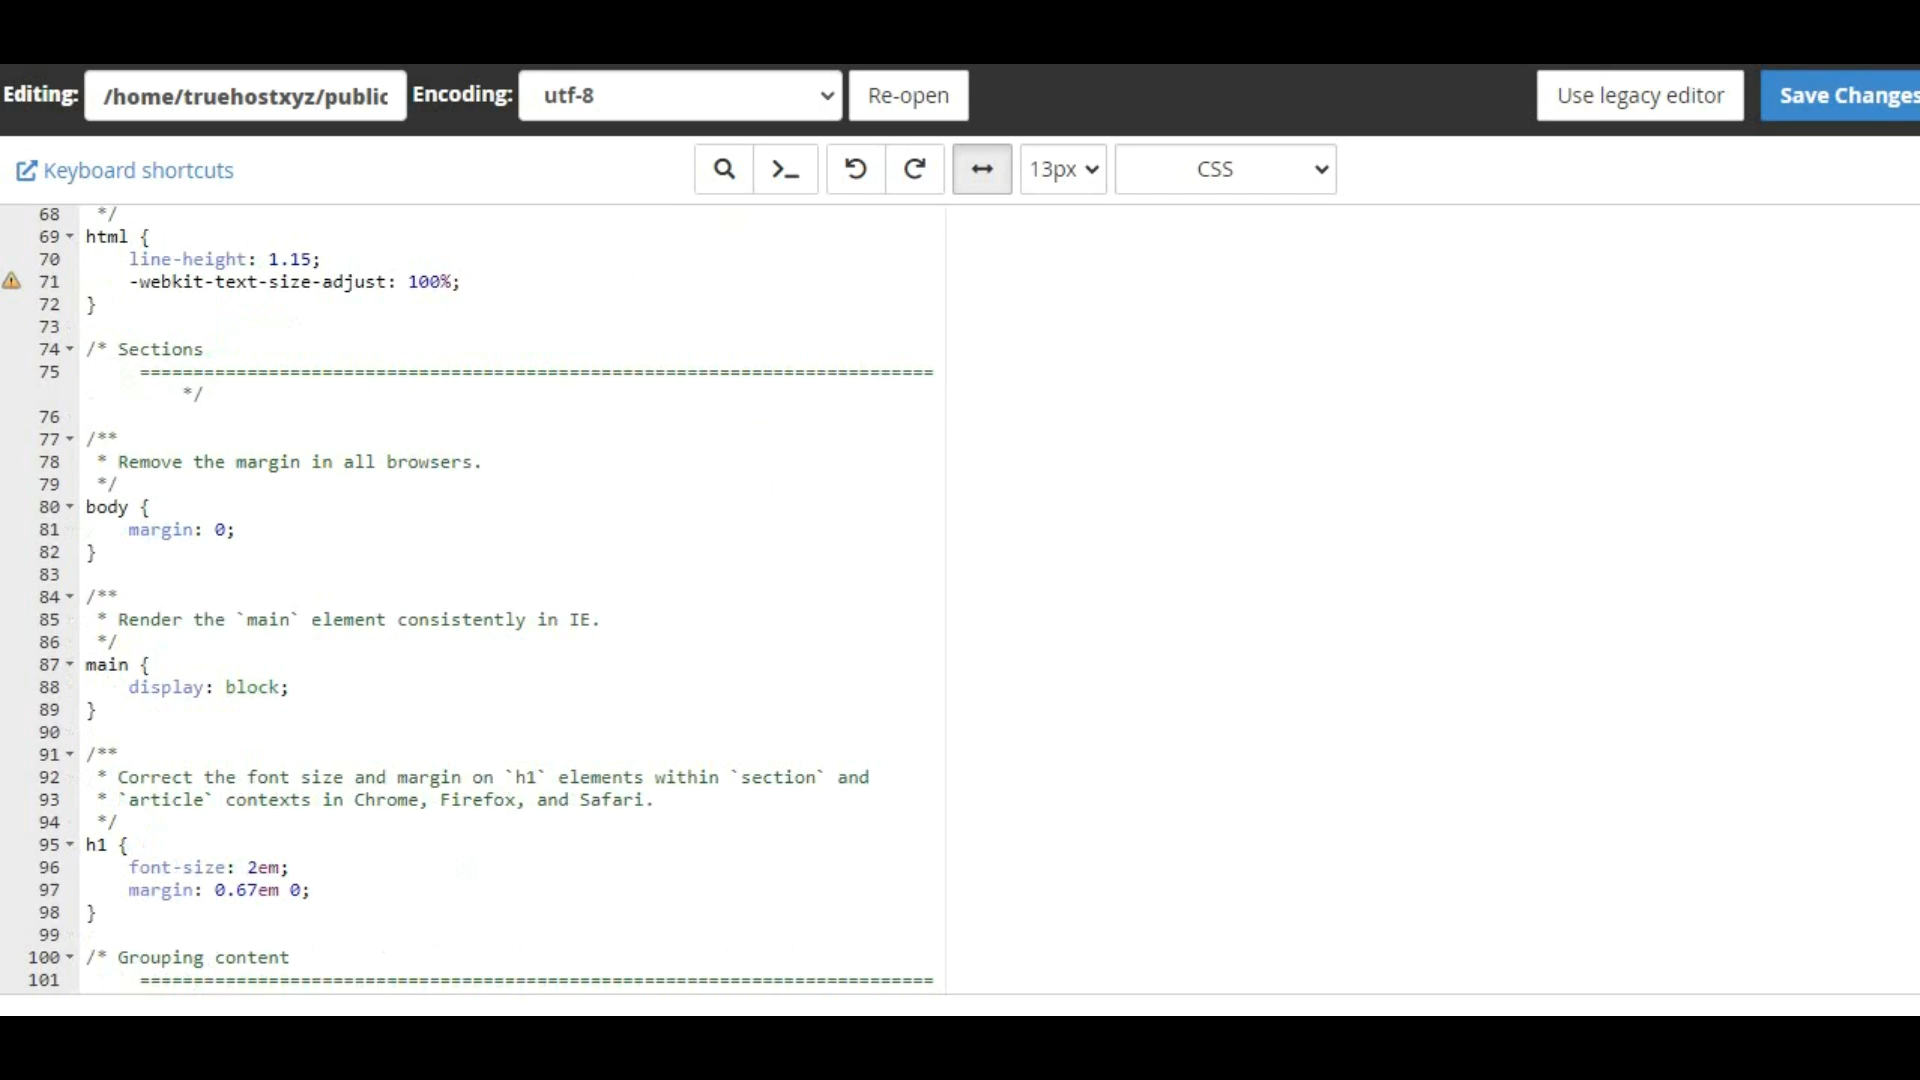 Editing: /home/truehostxyz/public Encoding: utf-8 Re-open Use legacy editor Save Changes
Keyboard shortcuts 13px CSS
68 */
69 html {
70 line-height: 1.15;
71 -webkit-text-size-adjust: 100%;
72 }
73
74 /* Sections
75 ==========================================================================
*/
76
77 /**
78 * Remove the margin in all browsers.
79 */
80 body {
81 margin: 0;
82 }
83
84 /**
85 * Render the `main` element consistently in IE.
86 */
87 main {
88 display: block;
89 }
90
91 /**
92 * Correct the font size and margin on `h1` elements within `section` and
93 * `article` contexts in Chrome, Firefox, and Safari.
94 */
95 h1 {
96 font-size: 2em;
97 margin: 0.67em 0;
98 }
99
100 /* Grouping content
101 ==========================================================================